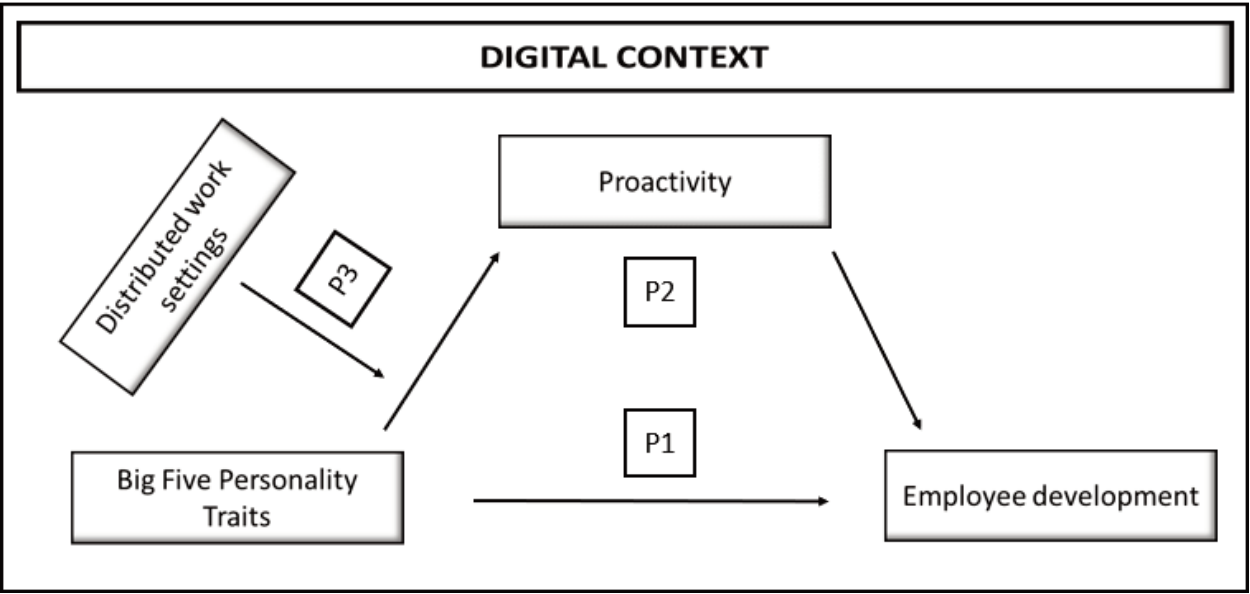 DIGITAL CONTEXT
Distributed work
settings
P3
Proactivity
P2
P1
Big Five Personality
Traits
Employee development